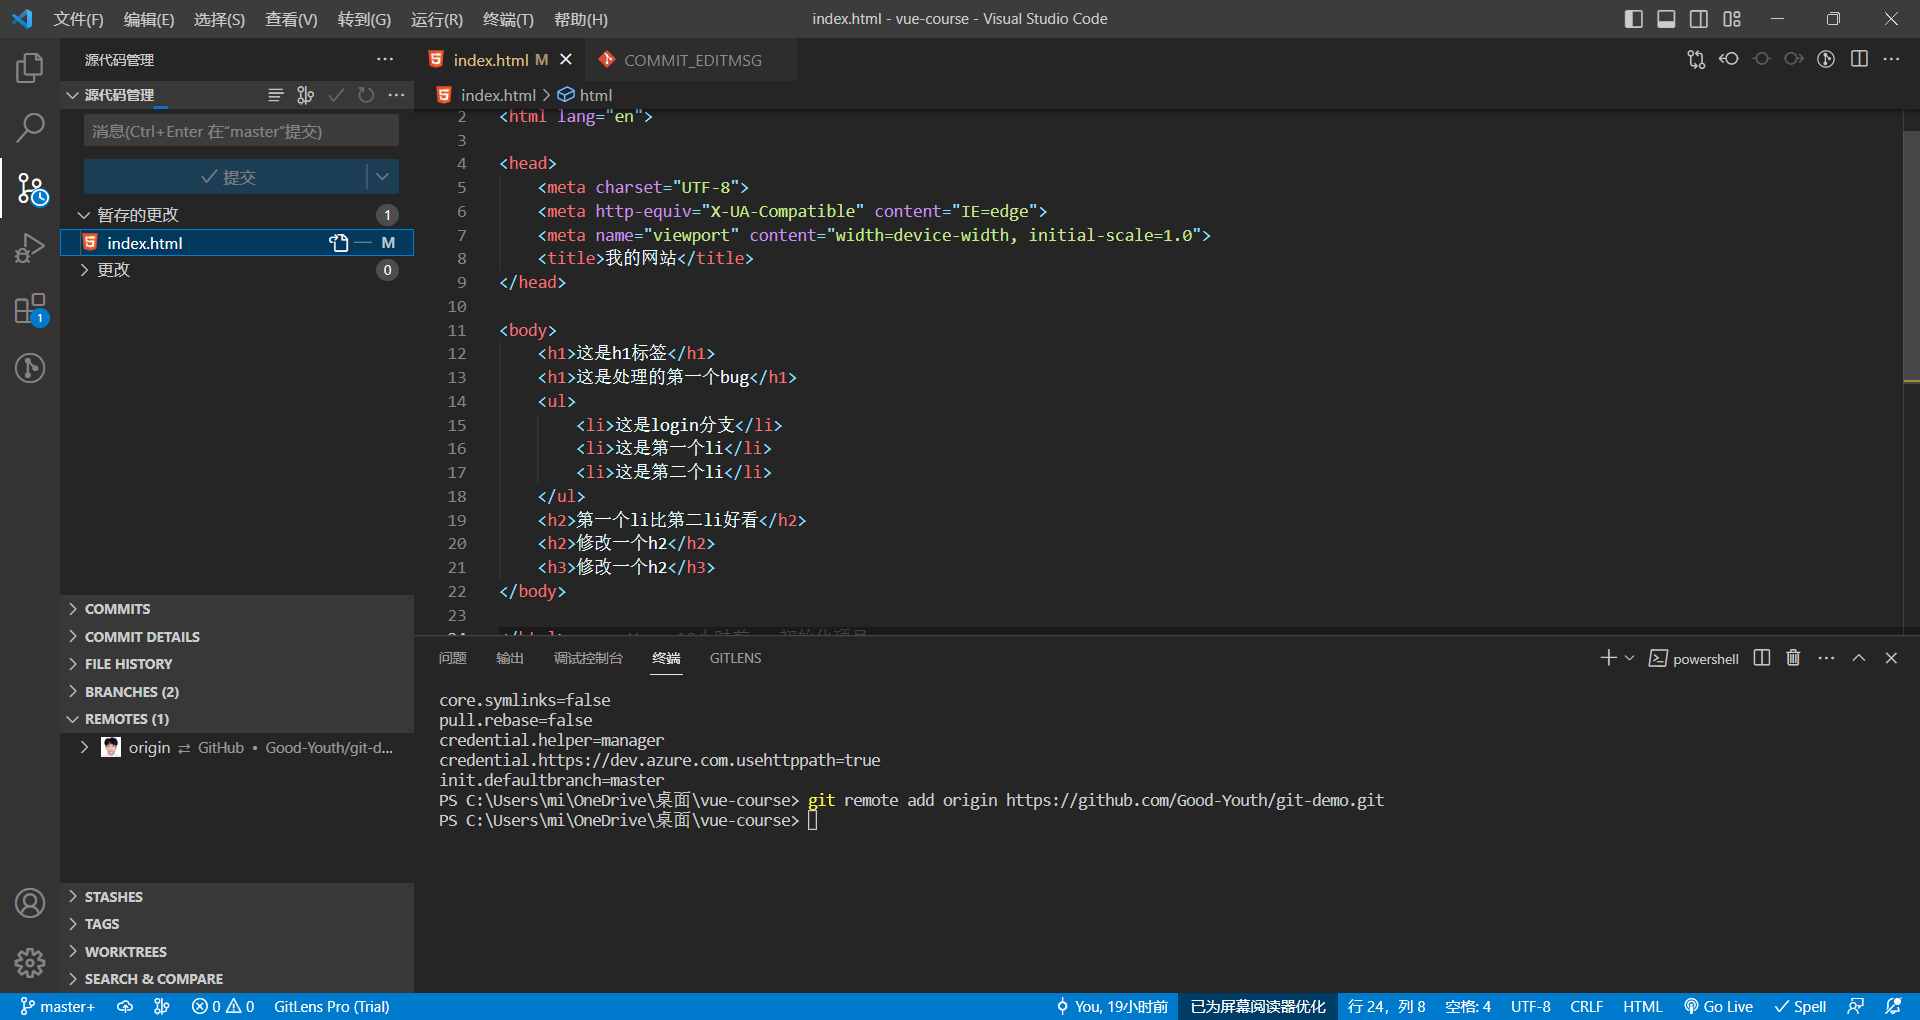 文件(F) 编辑(E) 选择(S) 查看(V) 转到(G) 运行(R) 终端(T) 帮助(H)
index.html - vue-course - Visual Studio Code
源代码管理
源代码管理
消息(Ctrl+Enter 在"master"提交)
提交
暂存的更改 1
index.html M
更改 0
1
COMMITS
COMMIT DETAILS
FILE HISTORY
BRANCHES (2)
REMOTES (1)
origin ⇄ GitHub • Good-Youth/git-d...
STASHES
TAGS
WORKTREES
SEARCH & COMPARE
index.html M
COMMIT_EDITMSG
index.html > html
2 <html lang="en">
3
4 <head>
5 <meta charset="UTF-8">
6 <meta http-equiv="X-UA-Compatible" content="IE=edge">
7 <meta name="viewport" content="width=device-width, initial-scale=1.0">
8 <title>我的网站</title>
9 </head>
10
11 <body>
12 <h1>这是h1标签</h1>
13 <h1>这是处理的第一个bug</h1>
14 <ul>
15 <li>这是login分支</li>
16 <li>这是第一个li</li>
17 <li>这是第二个li</li>
18 </ul>
19 <h2>第一个li比第二li好看</h2>
20 <h2>修改一个h2</h2>
21 <h3>修改一个h2</h3>
22 </body>
23
问题 输出 调试控制台 终端 GITLENS
powershell
core.symlinks=false
pull.rebase=false
credential.helper=manager
credential.https://dev.azure.com.usehttppath=true
init.defaultbranch=master
PS C:\Users\mi\OneDrive\桌面\vue-course> git remote add origin https://github.com/Good-Youth/git-demo.git
PS C:\Users\mi\OneDrive\桌面\vue-course>
master+ 0 0 GitLens Pro (Trial) You, 19小时前 已为屏幕阅读器优化 行 24，列 8 空格: 4 UTF-8 CRLF HTML Go Live Spell